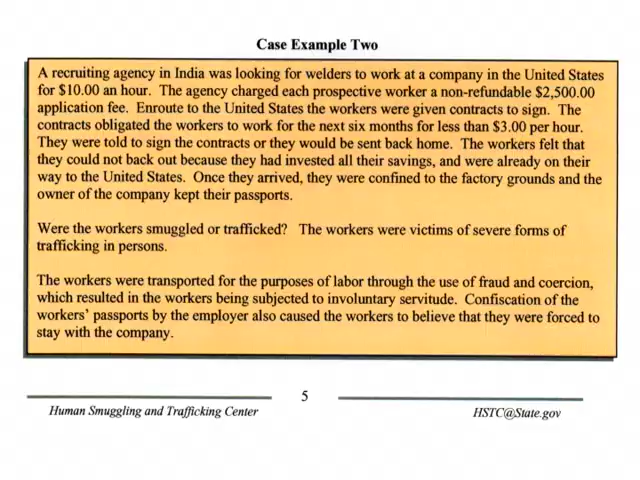 Case Example Two
A recruiting agency in India was looking for welders to work at a company in the United States
for $10.00 an hour.  The agency charged each prospective worker a non-refundable $2,500.00
application fee.  Enroute to the United States the workers were given contracts to sign.  The
contracts obligated the workers to work for the next six months for less than $3.00 per hour.
They were told to sign the contracts or they would be sent back home.  The workers felt that
they could not back out because they had invested all their savings, and were already on their
way to the United States.  Once they arrived, they were confined to the factory grounds and the
owner of the company kept their passports.
Were the workers smuggled or trafficked?   The workers were victims of severe forms of
trafficking in persons.
The workers were transported for the purposes of labor through the use of fraud and coercion,
which resulted in the workers being subjected to involuntary servitude.  Confiscation of the
workers' passports by the employer also caused the workers to believe that they were forced to
stay with the company.
5
Human Smuggling and Trafficking Center
HSTC@State.gov